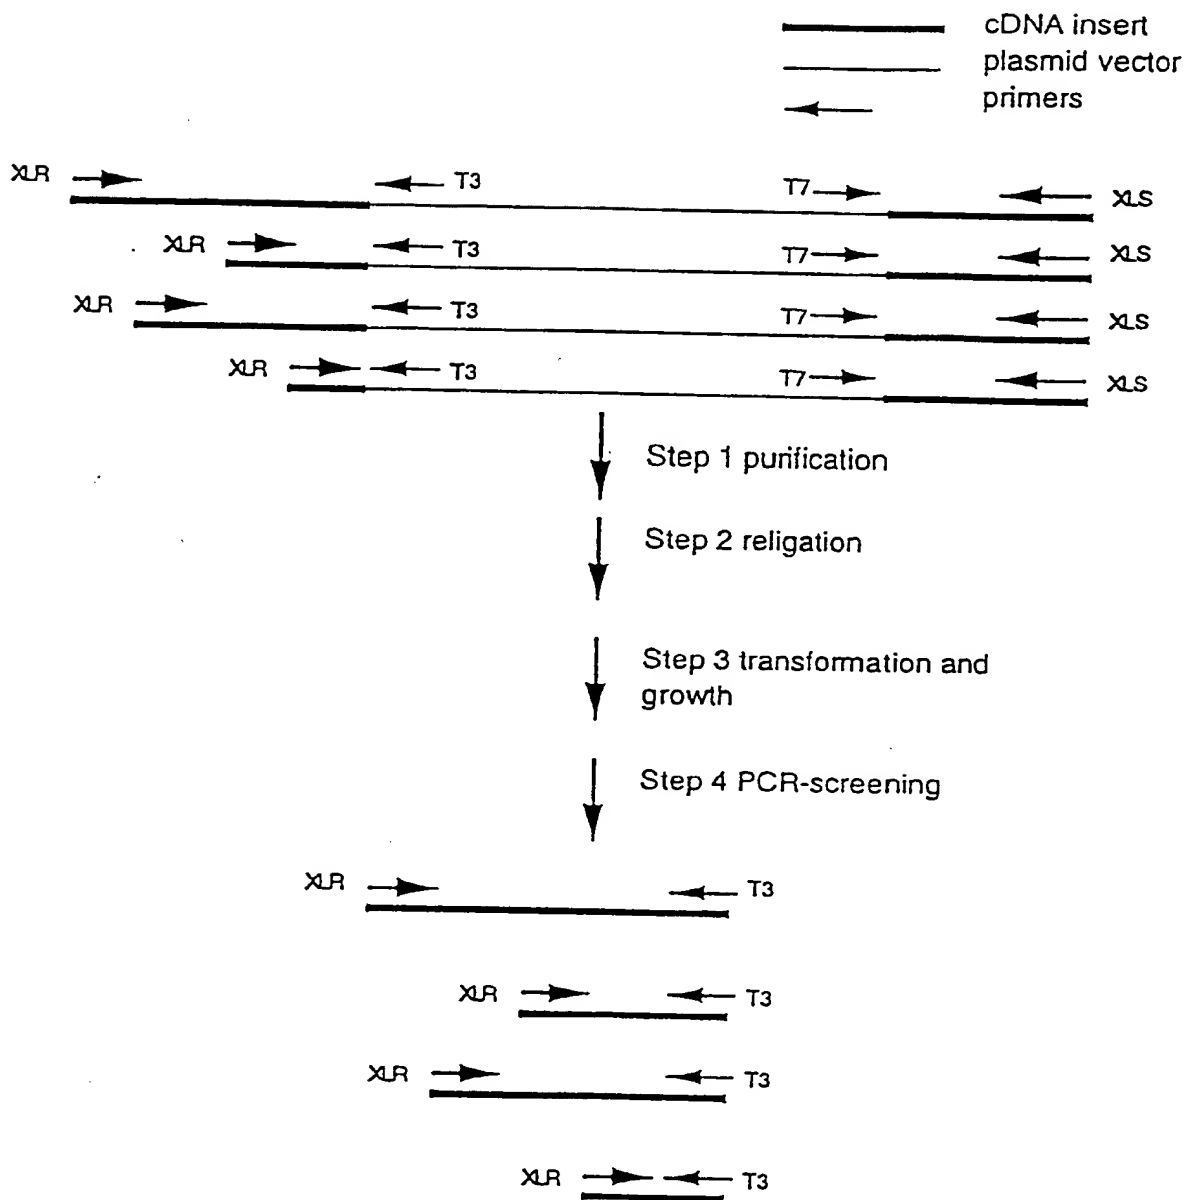 cDNA insert
plasmid vector
primers
XLR T3 T7 XLS
XLR T3 T7 XLS
XLR T3 T7 XLS
XLR T3 T7 XLS
Step 1 purification
Step 2 religation
Step 3 transformation and
growth
Step 4 PCR-screening
XLR T3
XLR T3
XLR T3
XLR T3